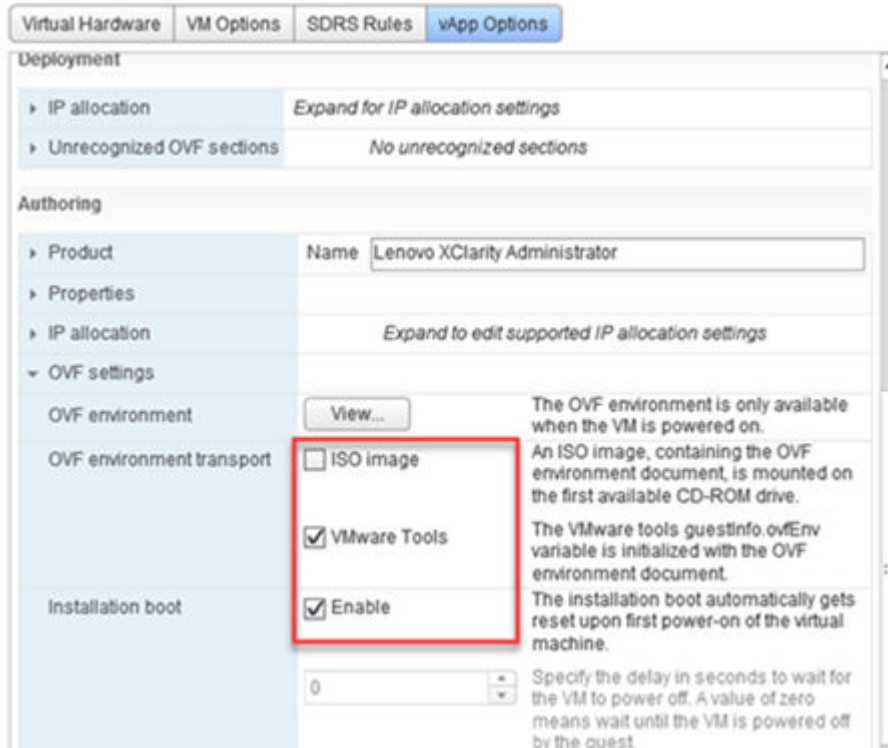 Virtual Hardware VM Options SDRS Rules vApp Options
Deployment
IP allocation Expand for IP allocation settings
Unrecognized OVF sections No unrecognized sections
Authoring
Product Name Lenovo XClarity Administrator
Properties
IP allocation Expand to edit supported IP allocation settings
OVF settings
OVF environment View... The OVF environment is only available
when the VM is powered on.
OVF environment transport ISO image An ISO image, containing the OVF
environment document, is mounted on
the first available CD-ROM drive.
VMware Tools The VMware tools guestInfo.ovfEnv
variable is initialized with the OVF
environment document.
Installation boot Enable The installation boot automatically gets
reset upon first power-on of the virtual
machine.
0 Specify the delay in seconds to wait for
the VM to power off. A value of zero
means wait until the VM is powered off
by the guest.